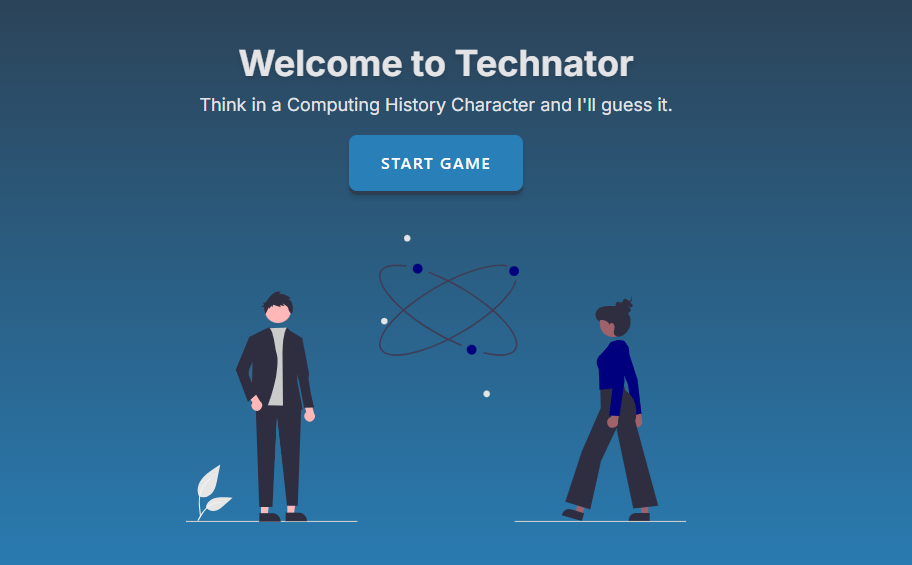 Welcome to Technator
Think in a Computing History Character and I'll guess it.
START GAME